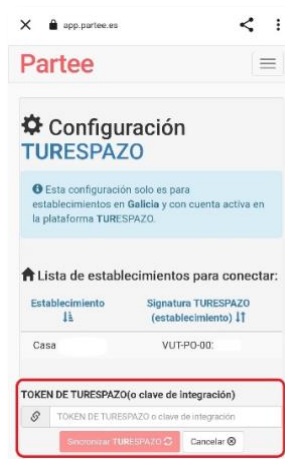 app.partee.es
Partee
Configuración
TURESPAZO
Esta configuración solo es para
establecimientos en Galicia y con cuenta activa en
la plataforma TURESPAZO.
Lista de establecimientos para conectar:
Establecimiento Signatura TURESPAZO
(establecimiento)
Casa VUT-PO-00:
TOKEN DE TURESPAZO(o clave de integración)
TOKEN DE TURESPAZO o clave de integración
Sincronizar TURESPAZO Cancelar